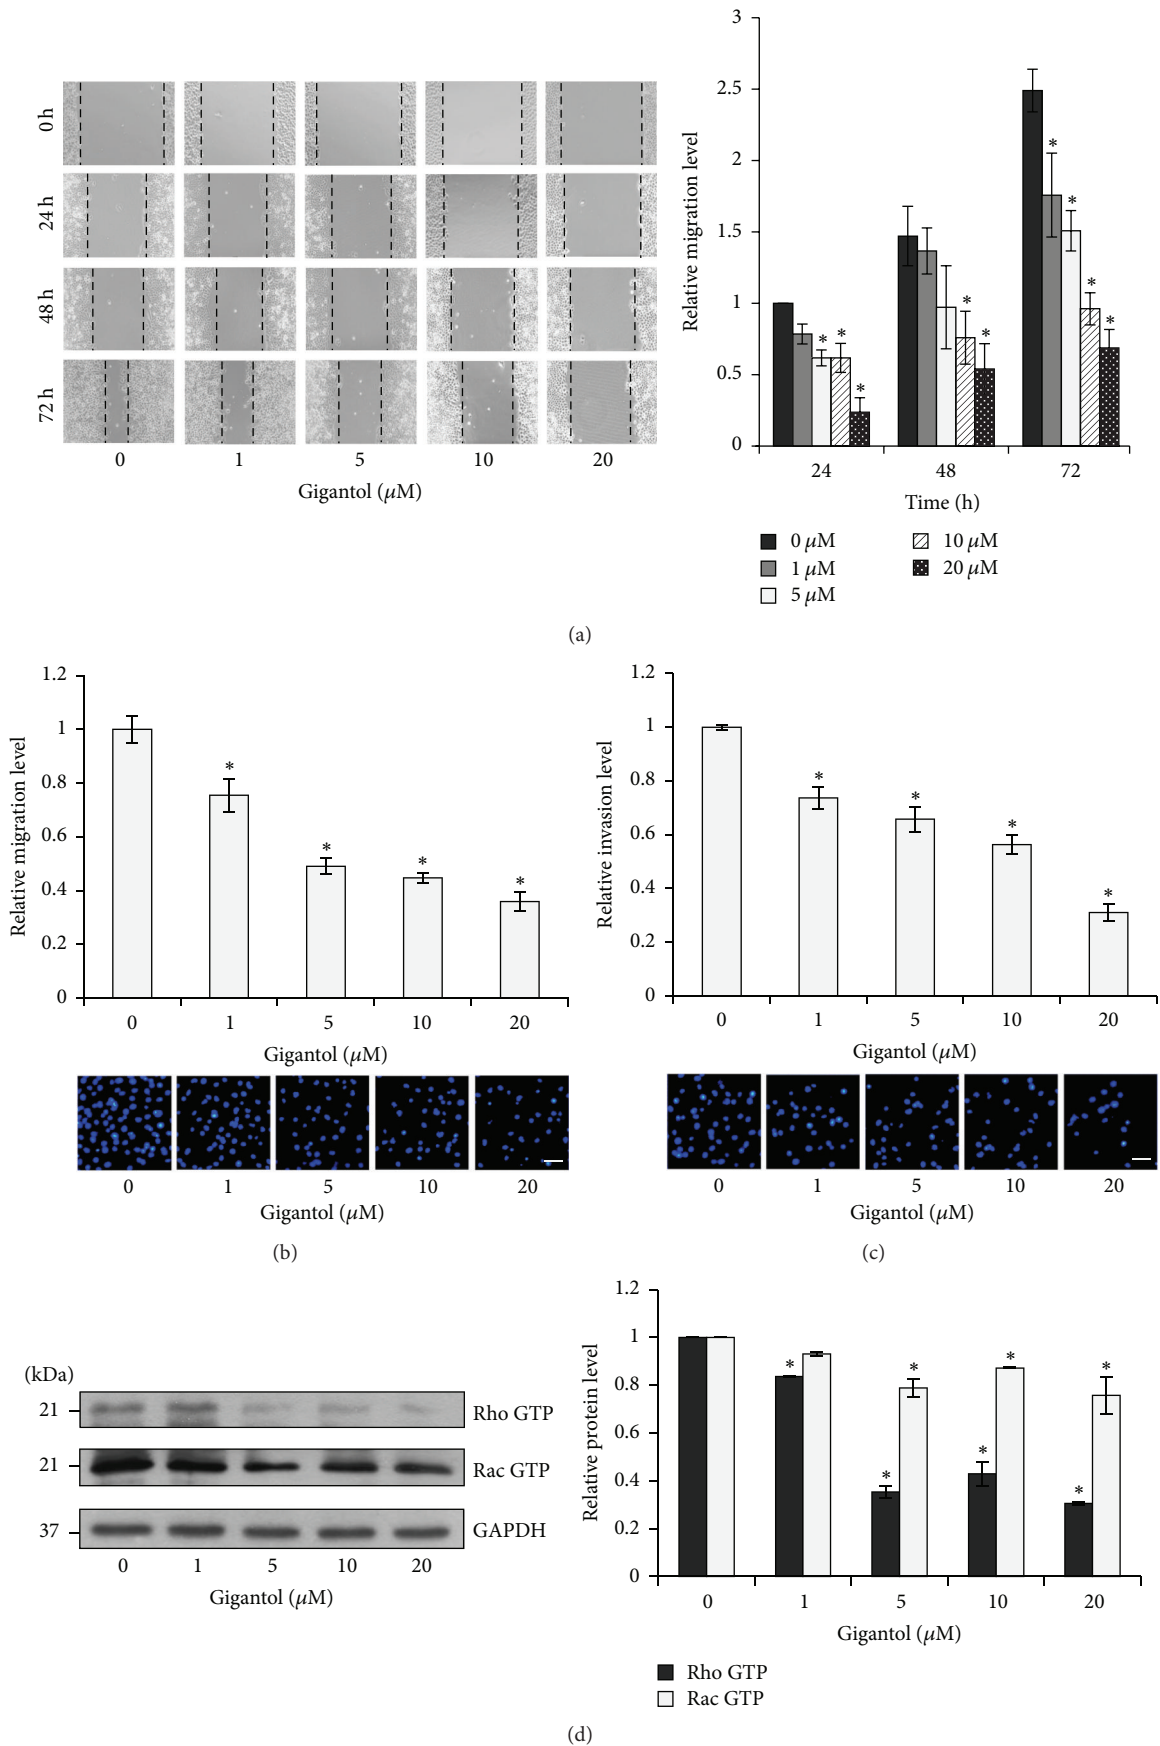 0 h
24 h
48 h
72 h
0 1 5 10 20
Gigantol (μM)
Relative migration level
3
2.5
2
1.5
1
0.5
0
* *
*
*
*
*
*
*
*
24 48 72
Time (h)
0 μM
1 μM
5 μM
10 μM
20 μM
(a)
Relative migration level
1.2
1
0.8
0.6
0.4
0.2
0
*
*
*
*
0 1 5 10 20
Gigantol (μM)
0 1 5 10 20
Gigantol (μM)
(b)
Relative invasion level
1.2
1
0.8
0.6
0.4
0.2
0
*
*
*
*
0 1 5 10 20
Gigantol (μM)
0 1 5 10 20
Gigantol (μM)
(c)
(kDa)
21 Rho GTP
21 Rac GTP
37 GAPDH
0 1 5 10 20
Gigantol (μM)
Relative protein level
1.2
1
0.8
0.6
0.4
0.2
0
*
*
*
*
*
*
*
0 1 5 10 20
Gigantol (μM)
Rho GTP
Rac GTP
(d)